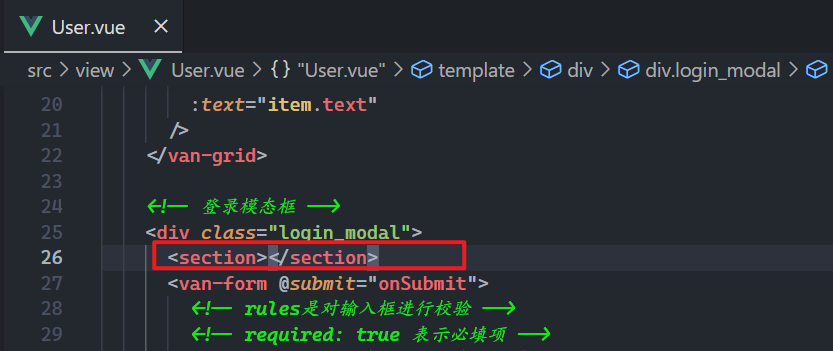 User.vue ×
src > view > User.vue > {} "User.vue" > template > div > div.login_modal >
20 :text="item.text"
21 />
22 </van-grid>
23
24 <!-- 登录模态框 -->
25 <div class="login_modal">
26 <section></section>
27 <van-form @submit="onSubmit">
28 <!-- rules是对输入框进行校验 -->
29 <!-- required: true 表示必填项 -->